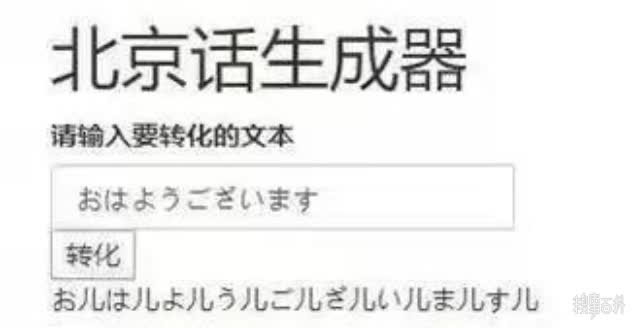 北京话生成器
请输入要转化的文本
おはようございます
转化
お儿は儿よ儿う儿ご儿ざ儿い儿ま儿す儿